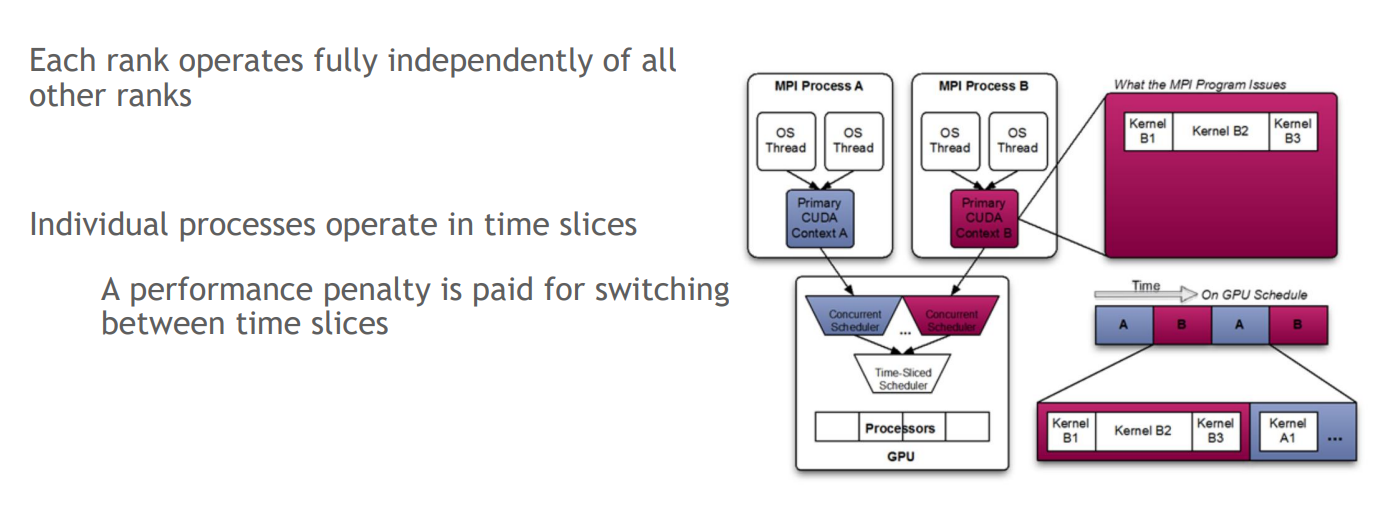 Each rank operates fully independently of all
other ranks
Individual processes operate in time slices
A performance penalty is paid for switching
between time slices
MPI Process A
OS
Thread
OS
Thread
Primary
CUDA
Context A
MPI Process B
OS
Thread
OS
Thread
Primary
CUDA
Context B
What the MPI Program Issues
Kernel
B1
Kernel B2
Kernel
B3
Concurrent
Scheduler
...
Concurrent
Scheduler
Time-Sliced
Scheduler
Processors
GPU
Time
On GPU Schedule
A
B
A
B
Kernel
B1
Kernel B2
Kernel
B3
Kernel
A1
...